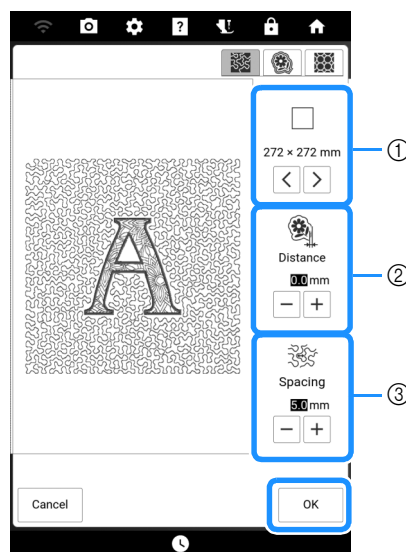 ?
272 × 272 mm
①
A
Distance
0.0 mm
②
Spacing
5.0 mm
③
Cancel
OK